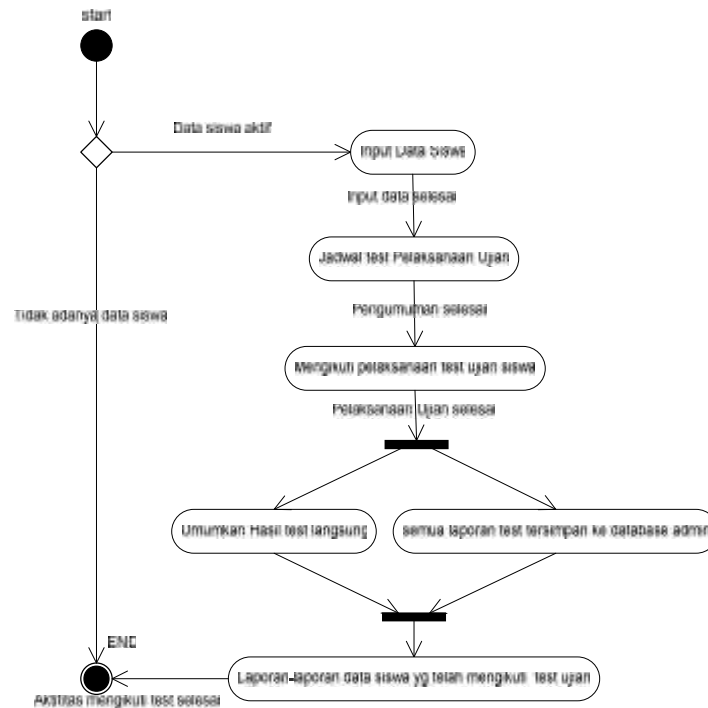 start
Data siswa aktif
Input Data Siswa
Input data selesai
Jadwal test Pelaksanaan Ujian
Pengumuman selesai
Tidak adanya data siswa
Mengikuti pelaksanaan test ujian siswa
Pelaksanaan Ujian selesai
Umumkan Hasil test langsung
semua laporan test tersimpan ke database admin
END
Laporan-laporan data siswa yg telah mengikuti test ujian
Aktifitas mengikuti test selesai